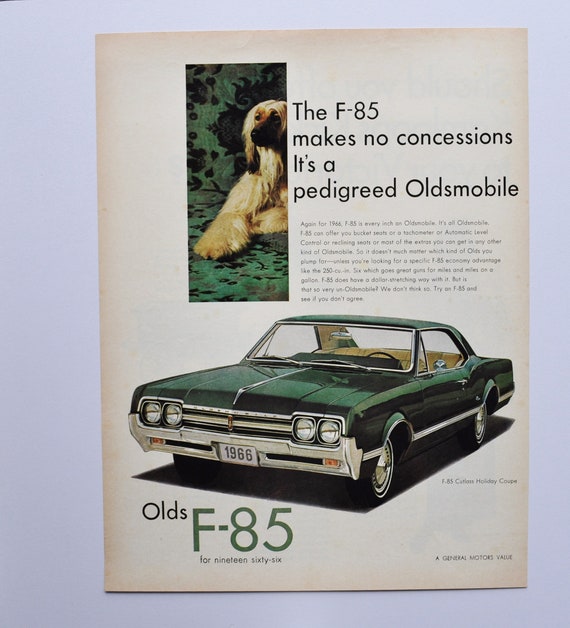 The F-85
makes no concessions
It's a
pedigreed Oldsmobile
Again for 1966, F-85 is every inch an Oldsmobile. It's all Oldsmobile.
F-85 can offer you bucket seats or a tachometer or Automatic Level
Control or reclining seats or most of the extras you can get in any other
kind of Oldsmobile. So it doesn't much matter which kind of Olds you
plump for—unless you're looking for a specific F-85 economy advantage
like the 250-cu.-in. Six which goes great guns for miles and miles on a
gallon. F-85 does have a dollar-stretching way with it. But is
that so very un-Oldsmobile? We don't think so. Try an F-85 and
see if you don't agree.
1966
F-85 Cutlass Holiday Coupe
Olds
F-85
for nineteen sixty-six
A GENERAL MOTORS VALUE